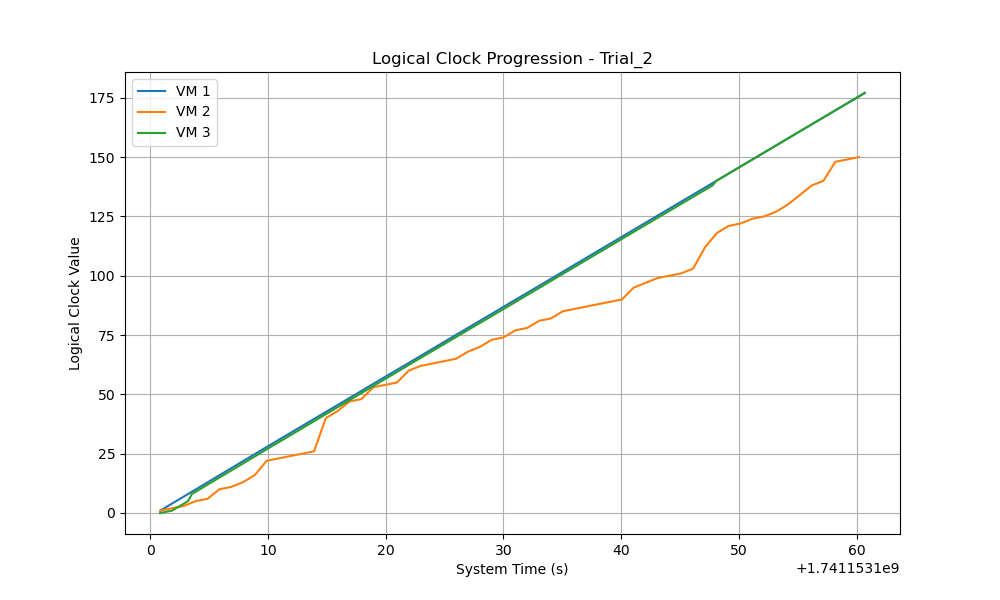 Logical Clock Progression - Trial_2
VM 1
VM 2
VM 3
Logical Clock Value
175
150
125
100
75
50
25
0
0 10 20 30 40 50 60
System Time (s)
+1.7411531e9